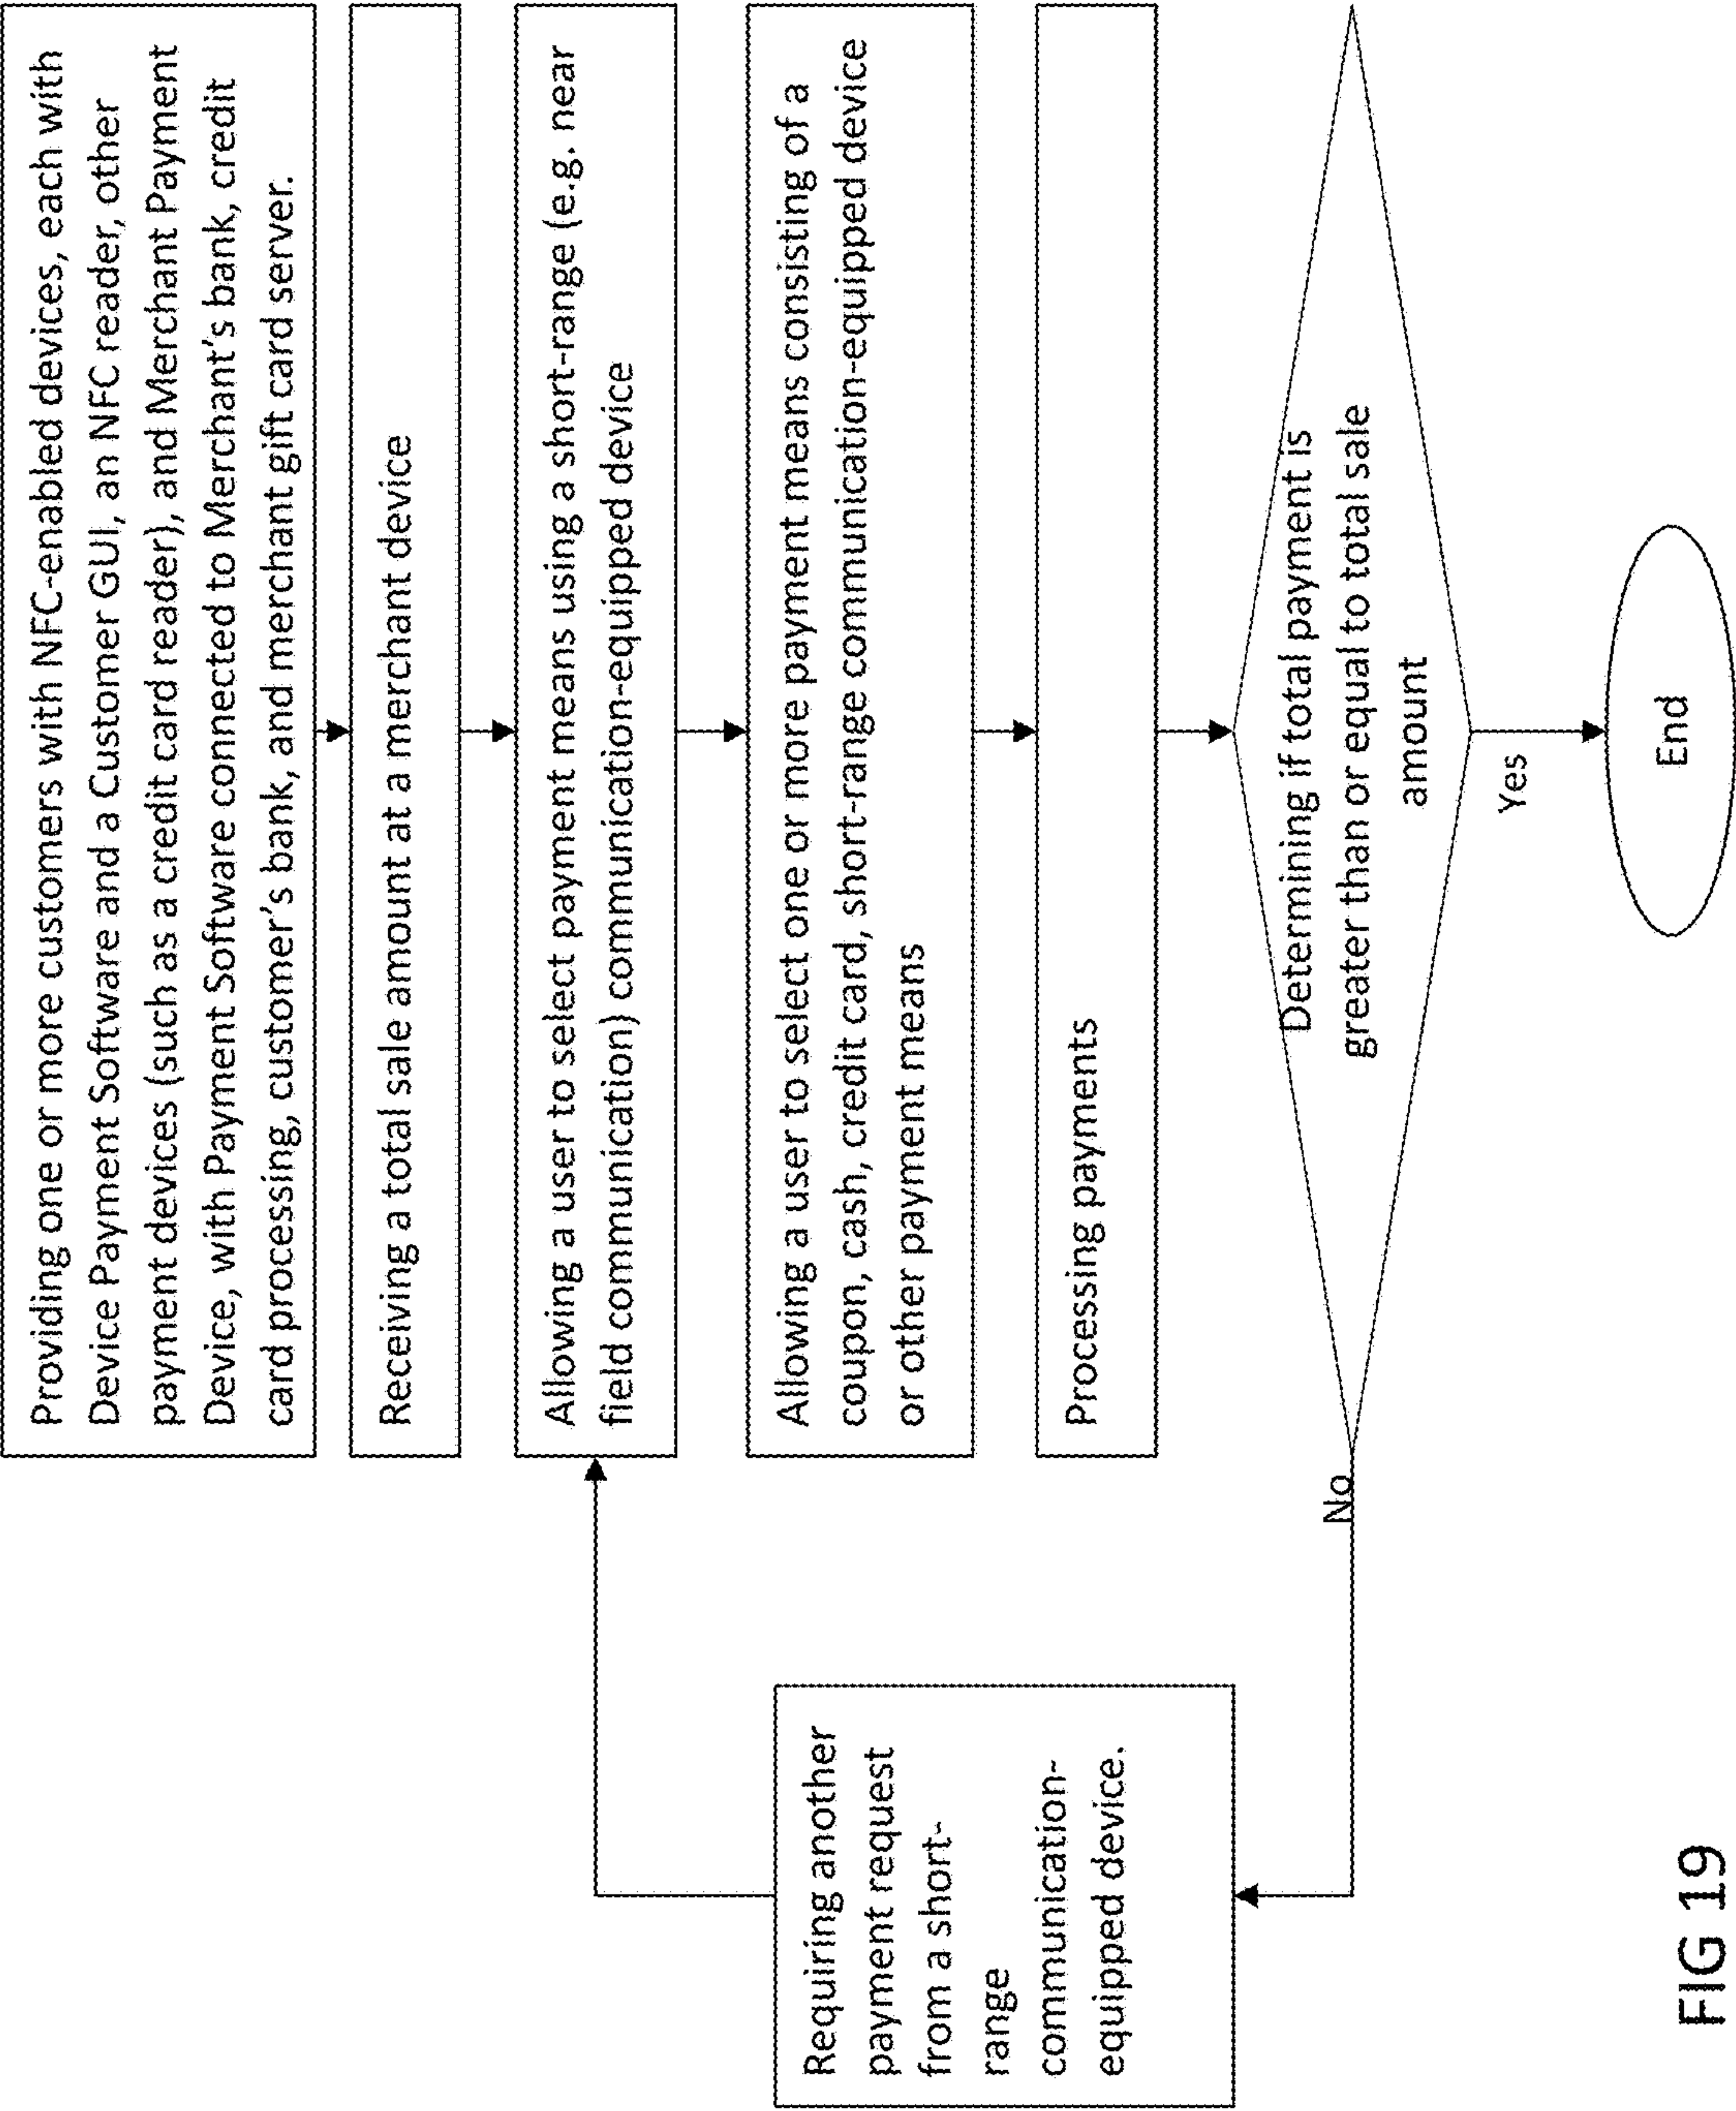 Providing one or more customers with NFC-enabled devices, each with
Device Payment Software and a Customer GUI, an NFC reader, other
payment devices (such as a credit card reader), and Merchant Payment
Device, with Payment Software connected to Merchant's bank, credit
card processing, customer's bank, and merchant gift card server.
Receiving a total sale amount at a merchant device
Allowing a user to select payment means using a short-range (e.g. near
field communication) communication-equipped device
Allowing a user to select one or more payment means consisting of a
coupon, cash, credit card, short-range communication-equipped device
or other payment means
Processing payments
Determining if total payment is
greater than or equal to total sale
amount
Yes
End
No
Requiring another
payment request
from a short-
range
communication-
equipped device.
FIG 19